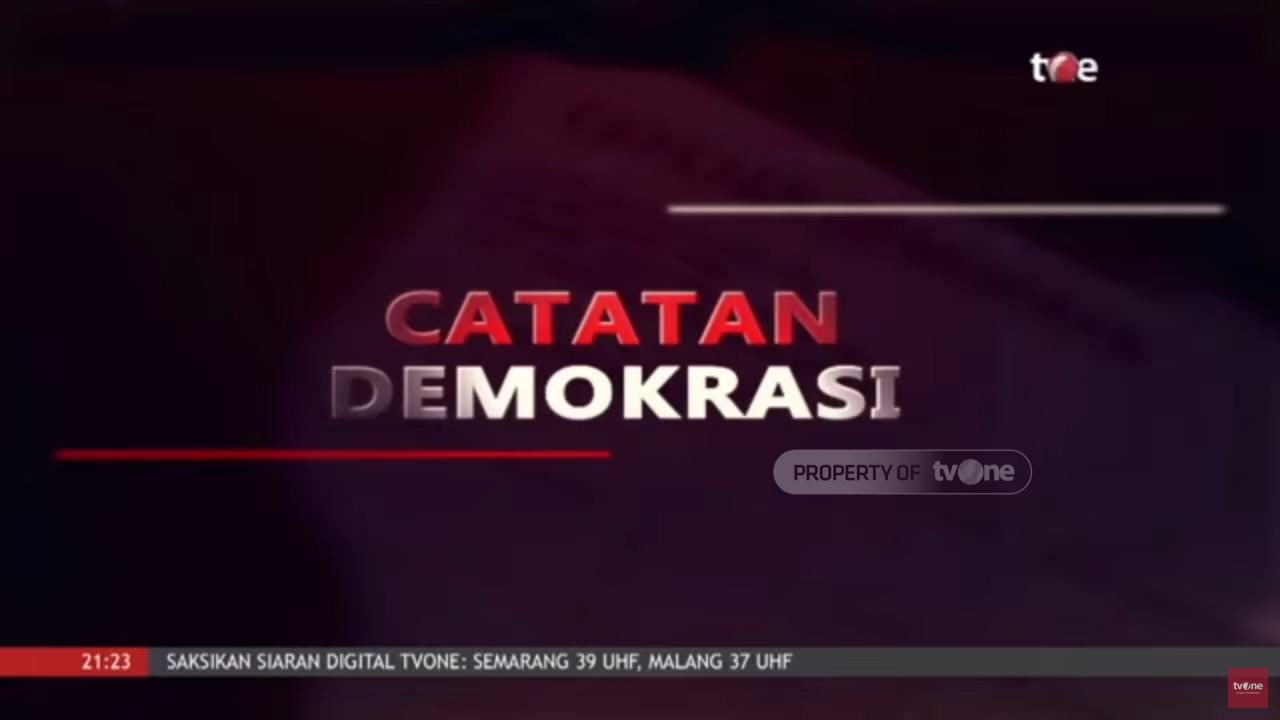 tvOne
CATATAN
DEMOKRASI
PROPERTY OF tvOne
21:23 SAKSIKAN SIARAN DIGITAL TVONE: SEMARANG 39 UHF, MALANG 37 UHF
tvOne